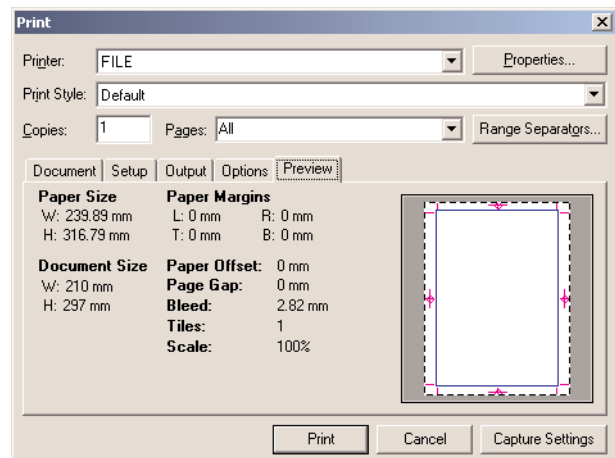 Print
Printer: FILE Properties...
Print Style: Default
Copies: 1 Pages: All Range Separators...
Document Setup Output Options Preview
Paper Size Paper Margins
W: 239.89 mm L: 0 mm R: 0 mm
H: 316.79 mm T: 0 mm B: 0 mm
Document Size Paper Offset: 0 mm
W: 210 mm Page Gap: 0 mm
H: 297 mm Bleed: 2.82 mm
Tiles: 1
Scale: 100%
Print Cancel Capture Settings